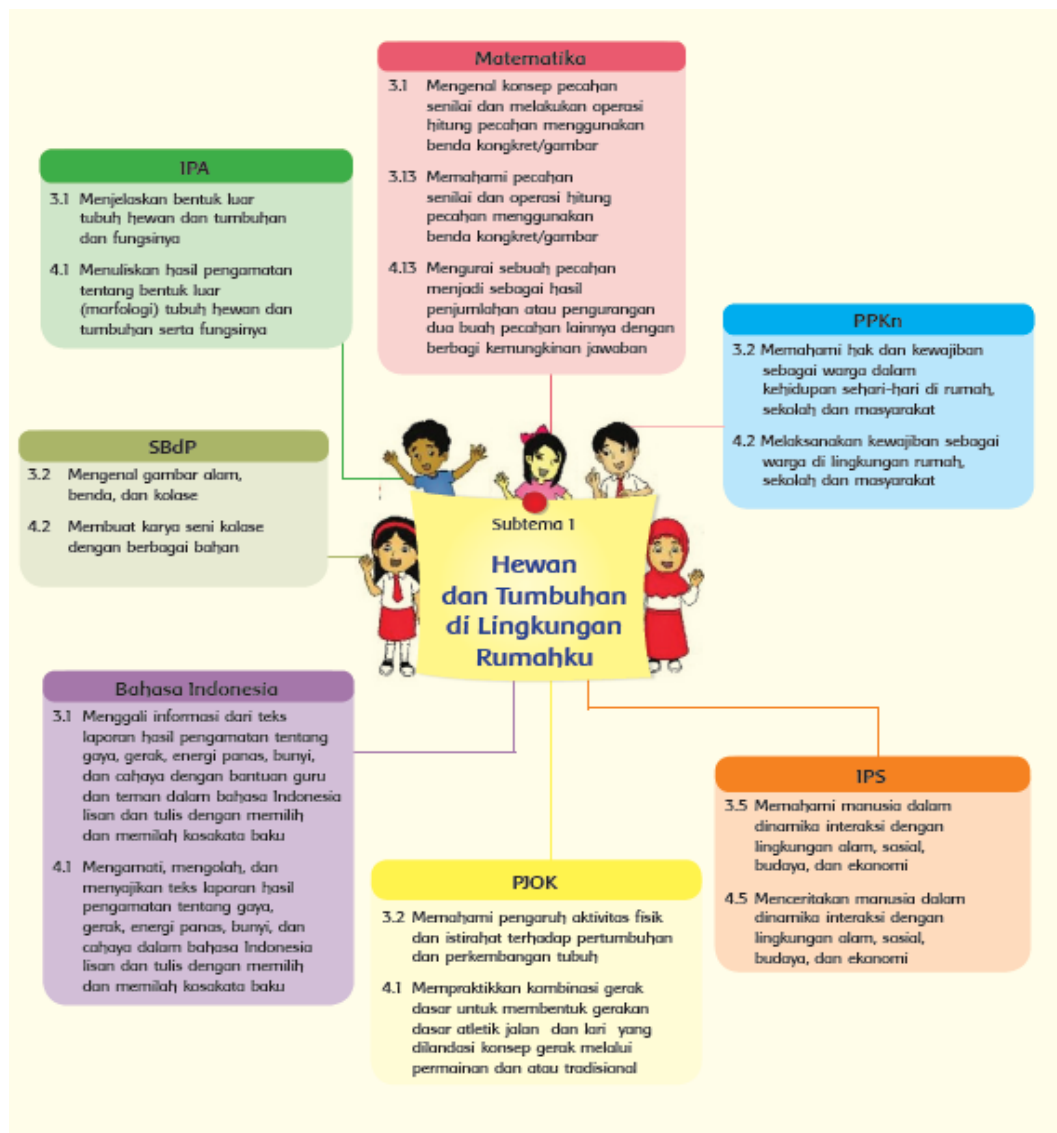 Matematika
3.1 Mengenal konsep pecahan
senilai dan melakukan operasi
hitung pecahan menggunakan
benda kongkret/gambar
3.13 Memahami pecahan
senilai dan operasi hitung
pecahan menggunakan
benda kongkret/gambar
4.13 Mengurai sebuah pecahan
menjadi sebagai hasil
penjumlahan atau pengurangan
dua buah pecahan lainnya dengan
berbagi kemungkinan jawaban
IPA
3.1 Menjelaskan bentuk luar
tubuh hewan dan tumbuhan
dan fungsinya
4.1 Menuliskan hasil pengamatan
tentang bentuk luar
(marfologi) tubuh hewan dan
tumbuhan serta fungsinya
PPKn
3.2 Memahami hak dan kewajiban
sebagai warga dalam
kehidupan sehari-hari di rumah,
sekolah dan masyarakat
4.2 Melaksanakan kewajiban sebagai
warga di lingkungan rumah,
sekolah dan masyarakat
SBdP
3.2 Mengenal gambar alam,
benda, dan kolase
4.2 Membuat karya seni kolase
dengan berbagai bahan
Subtema 1
Hewan
dan Tumbuhan
di Lingkungan
Rumahku
Bahasa Indonesia
3.1 Menggali informasi dari teks
laporan hasil pengamatan tentang
gaya, gerak, energi panas, bunyi,
dan cahaya dengan bantuan guru
dan teman dalam bahasa Indonesia
lisan dan tulis dengan memilih
dan memilah kosakata baku
4.1 Mengamati, mengolah, dan
menyajikan teks laporan hasil
pengamatan tentang gaya,
gerak, energi panas, bunyi, dan
cahaya dalam bahasa Indonesia
lisan dan tulis dengan memilih
dan memilah kosakata baku
PJOK
3.2 Memahami pengaruh aktivitas fisik
dan istirahat terhadap pertumbuhan
dan perkembangan tubuh
4.1 Mempraktikkan kombinasi gerak
dasar untuk membentuk gerakan
dasar atletik jalan dan lari yang
dilandasi konsep gerak melalui
permainan dan atau tradisional
IPS
3.5 Memahami manusia dalam
dinamika interaksi dengan
lingkungan alam, sosial,
budaya, dan ekonomi
4.5 Menceritakan manusia dalam
dinamika interaksi dengan
lingkungan alam, sosial,
budaya, dan ekonomi